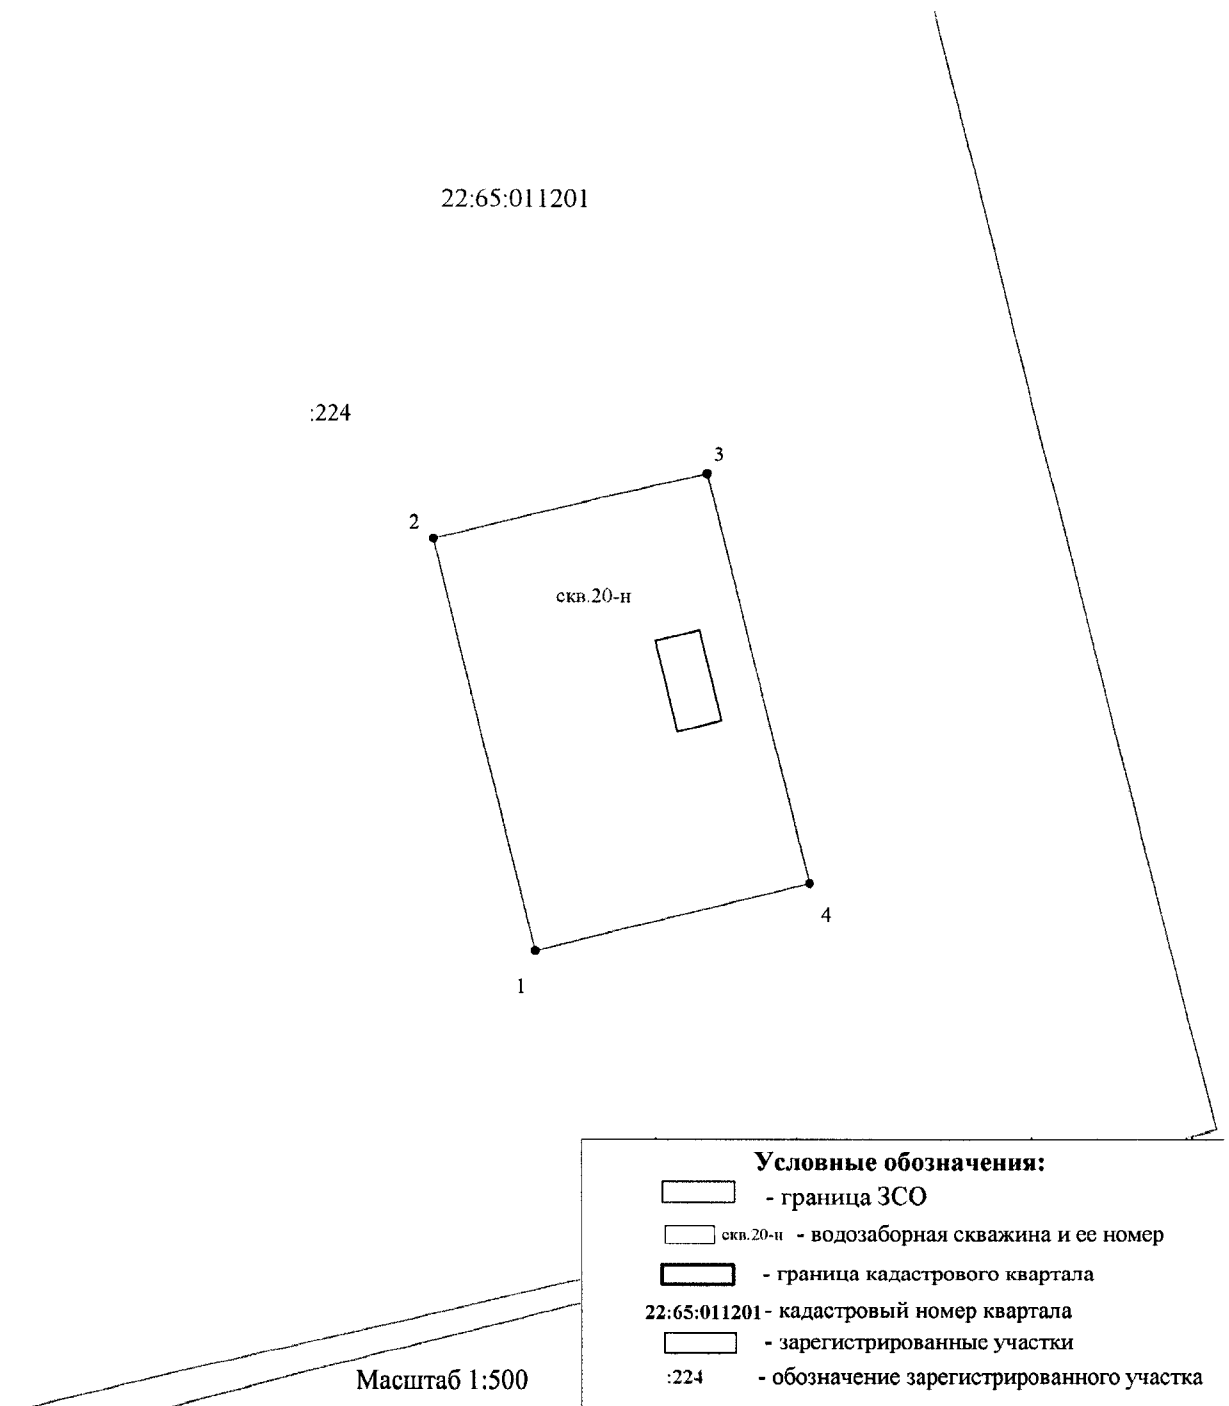 22:65:011201
:224
3
2
скв.20-н
4
1
Условные обозначения:
- граница ЗСО
скв.20-н - водозаборная скважина и ее номер
- граница кадастрового квартала
22:65:011201 - кадастровый номер квартала
- зарегистрированные участки
:224 - обозначение зарегистрированного участка
Масштаб 1:500